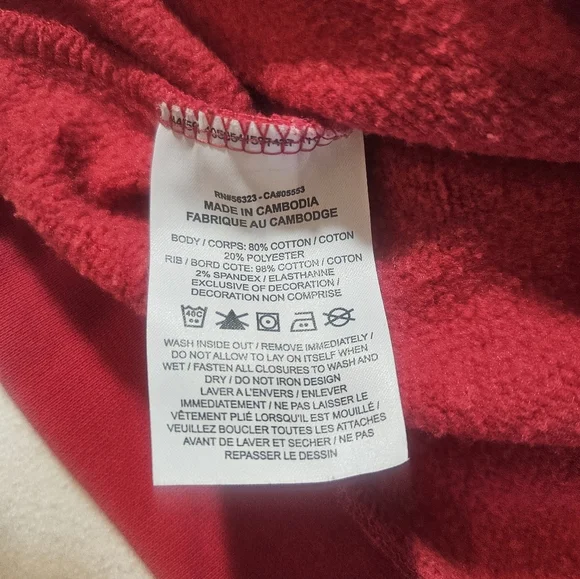 RN#56323 - CA#05553
MADE IN CAMBODIA
FABRIQUE AU CAMBODGE
BODY / CORPS: 80% COTTON / COTON
20% POLYESTER
RIB / BORD COTE: 98% COTTON / COTON
2% SPANDEX / ELASTHANNE
EXCLUSIVE OF DECORATION /
DECORATION NON COMPRISE
40C
WASH INSIDE OUT / REMOVE IMMEDIATELY /
DO NOT ALLOW TO LAY ON ITSELF WHEN
WET / FASTEN ALL CLOSURES TO WASH AND
DRY / DO NOT IRON DESIGN
LAVER A L'ENVERS / ENLEVER
IMMEDIATEMENT / NE PAS LAISSER LE
VÊTEMENT PLIÉ LORSQU'IL EST MOUILLÉ /
VEUILLEZ BOUCLER TOUTES LES ATTACHES
AVANT DE LAVER ET SECHER / NE PAS
REPASSER LE DESSIN